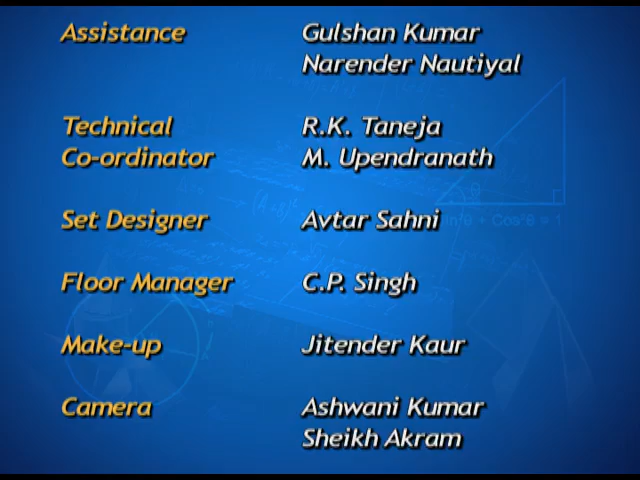 Assistance Gulshan Kumar
Narender Nautiyal
Technical R.K. Taneja
Co-ordinator M. Upendranath
Set Designer Avtar Sahni
Floor Manager C.P. Singh
Make-up Jitender Kaur
Camera Ashwani Kumar
Sheikh Akram